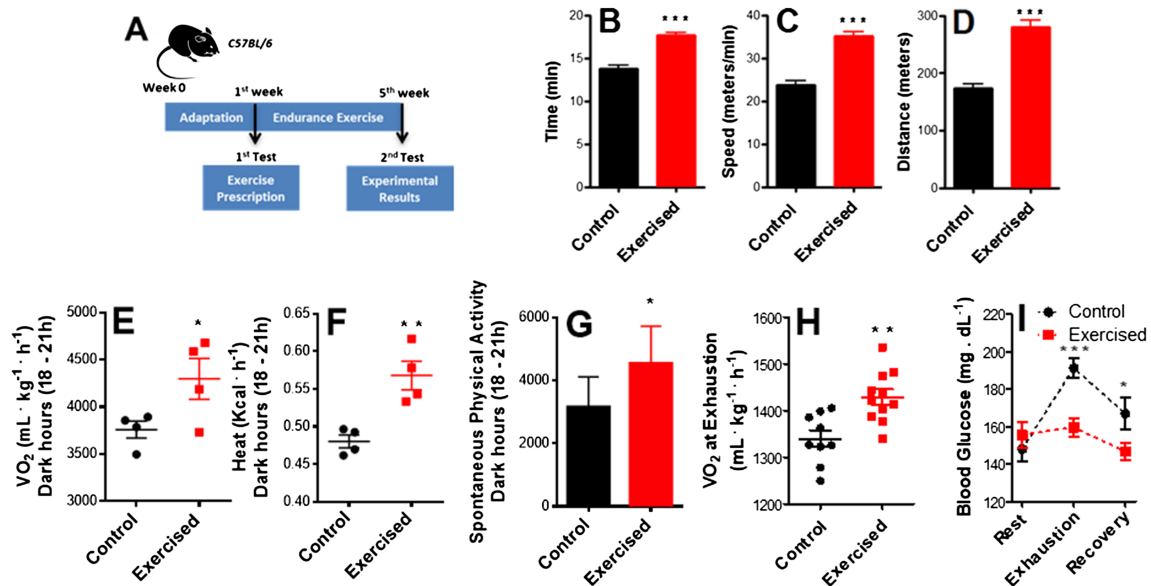 A
C57BL/6
Week 0
1st week
5th week
Adaptation
Endurance Exercise
1st Test
2nd Test
Exercise
Prescription
Experimental
Results
B
Time (min)
20
15
10
5
0
***
Control
Exercised
C
Speed (meters/min)
40
30
20
10
0
***
Control
Exercised
D
Distance (meters)
300
200
100
0
***
Control
Exercised
E
VO2 (mL · kg-1 · h-1)
Dark hours (18 - 21h)
5000
4500
4000
3500
3000
*
Control
Exercised
F
Heat (Kcal · h-1)
Dark hours (18 - 21h)
0.65
0.60
0.55
0.50
0.45
0.40
**
Control
Exercised
G
Spontaneous Physical Activity
Dark hours (18 - 21h)
6000
4000
2000
0
*
Control
Exercised
H
VO2 at Exhaustion
(mL · kg-1 · h-1)
1600
1500
1400
1300
1200
**
Control
Exercised
I
Blood Glucose (mg . dL-1)
220
200
180
160
140
120
Control
Exercised
***
*
Rest
Exhaustion
Recovery